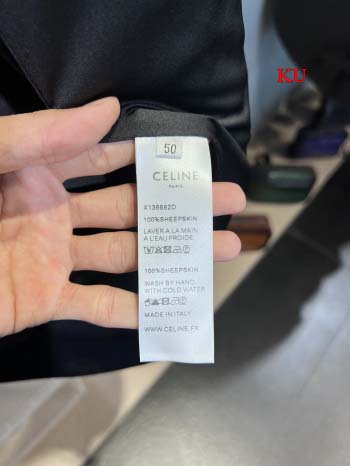 KU
50
CELINE
PARIS
X136882D
100%SHEEPSKIN
LAVER A LA MAIN
A L'EAU FROIDE.
100%SHEEPSKIN
WASH BY HAND
WITH COLD WATER
MADE IN ITALY
WWW.CELINE.FR